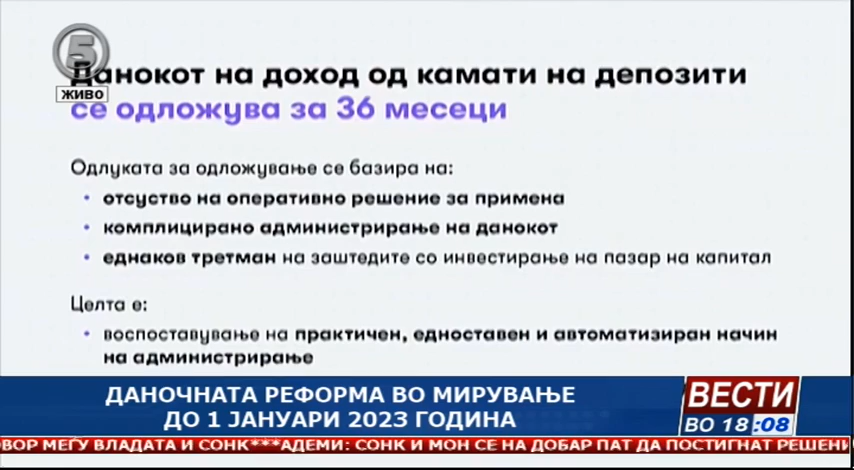 5
живо
Данокот на доход од камати на депозити
се одложува за 36 месеци
Одлуката за одложување се базира на:
• отсуство на оперативно решение за примена
• комплицирано администрирање на данокот
• еднаков третман на заштедите со инвестирање на пазар на капитал
Целта е:
• воспоставување на практичен, едноставен и автоматизиран начин
на администрирање
ДАНОЧНАТА РЕФОРМА ВО МИРУВАЊЕ
ДО 1 ЈАНУАРИ 2023 ГОДИНА
ВЕСТИ
ВО 18:08
ОВОР МЕЃУ ВЛАДАТА И СОНК***АДЕМИ: СОНК И МОН СЕ НА ДОБАР ПАТ ДА ПОСТИГНАТ РЕШЕНИ